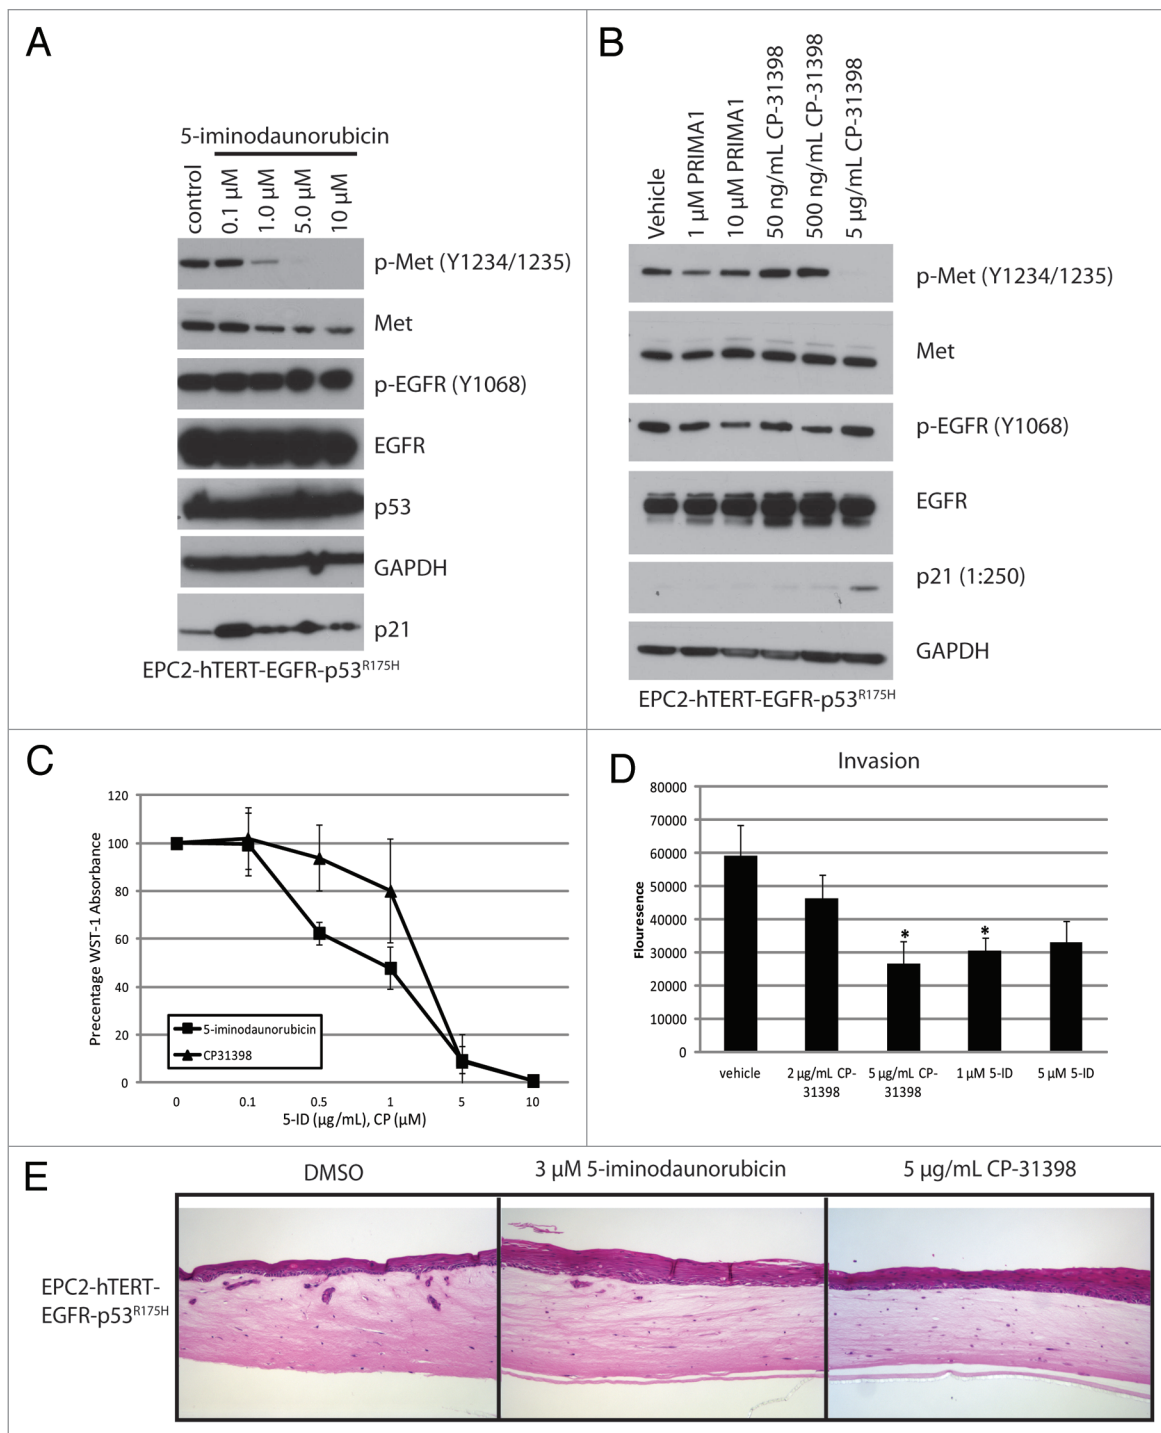 A
5-iminodaunorubicin
control
0.1 µM
1.0 µM
5.0 µM
10 µM
p-Met (Y1234/1235)
Met
p-EGFR (Y1068)
EGFR
p53
GAPDH
p21
EPC2-hTERT-EGFR-p53R175H
B
Vehicle
1 µM PRIMA1
10 µM PRIMA1
50 ng/mL CP-31398
500 ng/mL CP-31398
5 µg/mL CP-31398
p-Met (Y1234/1235)
Met
p-EGFR (Y1068)
EGFR
p21 (1:250)
GAPDH
EPC2-hTERT-EGFR-p53R175H
C
Precentage WST-1 Absorbance
120
100
80
60
40
20
0
5-iminodaunorubicin
CP31398
0 0.1 0.5 1 5 10
5-ID (µg/mL), CP (µM)
D
Invasion
Flouresence
80000
70000
60000
50000
40000
30000
20000
10000
0
* *
vehicle
2 µg/mL CP-
31398
5 µg/mL CP-
31398
1 µM 5-ID
5 µM 5-ID
E
DMSO
3 µM 5-iminodaunorubicin
5 µg/mL CP-31398
EPC2-hTERT-
EGFR-p53R175H